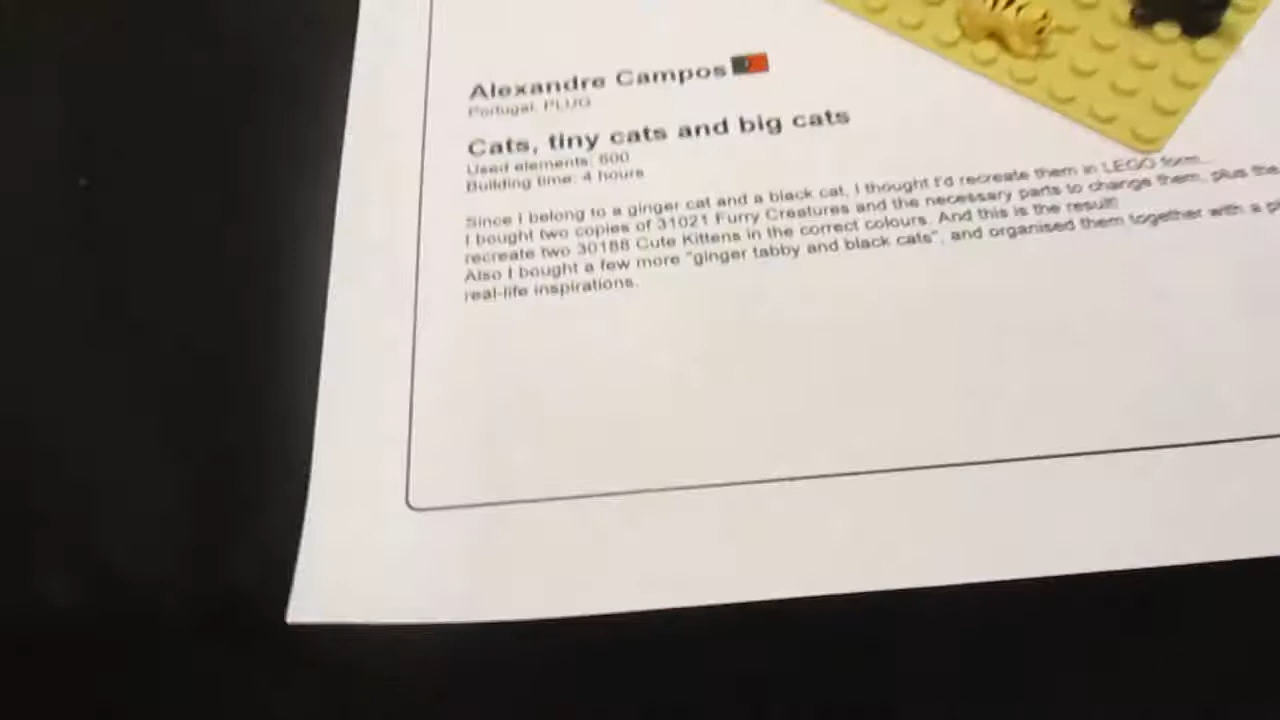 Alexandre Campos
Portugal, PLUG
Cats, tiny cats and big cats
Used elements: 600
Building time: 4 hours
Since I belong to a ginger cat and a black cat, I thought I'd recreate them in LEGO form...
I bought two copies of 31021 Furry Creatures and the necessary parts to change them, plus the
recreate two 30188 Cute Kittens in the correct colours. And this is the result!
Also I bought a few more "ginger tabby and black cats", and organised them together with a
real-life inspirations.